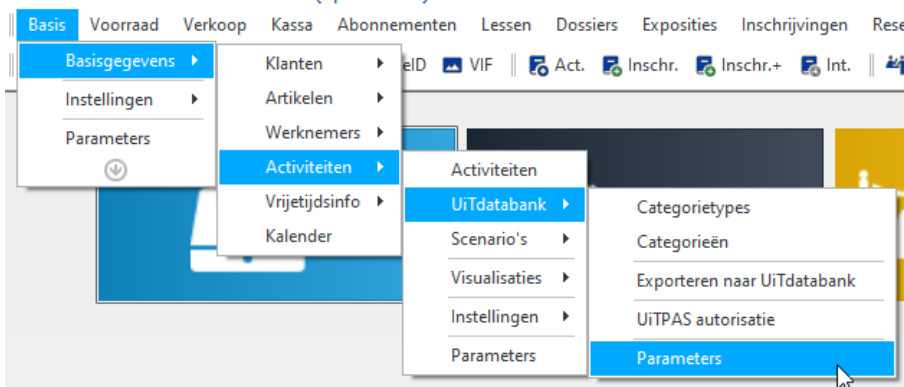 Basis Voorraad Verkoop Kassa Abonnementen Lessen Dossiers Exposities Inschrijvingen
eID VIF Act. Inschr. Inschr.+ Int.
Basisgegevens
Instellingen
Parameters
Klanten
Artikelen
Werknemers
Activiteiten
Vrijetijdsinfo
Kalender
Activiteiten
UiTdatabank
Scenario's
Visualisaties
Instellingen
Parameters
Categorietypes
Categorieën
Exporteren naar UiTdatabank
UiTPAS autorisatie
Parameters